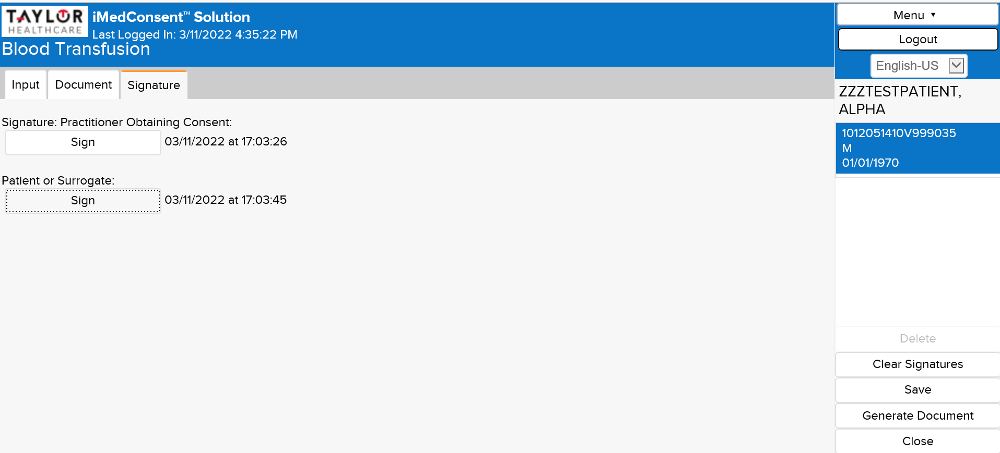 TAYLOR
HEALTHCARE
iMedConsent™ Solution
Last Logged In: 3/11/2022 4:35:22 PM
Blood Transfusion
Menu ▼
Logout
English-US
Input
Document
Signature
ZZZTESTPATIENT,
ALPHA
1012051410V999035
M
01/01/1970
Signature: Practitioner Obtaining Consent:
Sign 03/11/2022 at 17:03:26
Patient or Surrogate:
Sign 03/11/2022 at 17:03:45
Delete
Clear Signatures
Save
Generate Document
Close